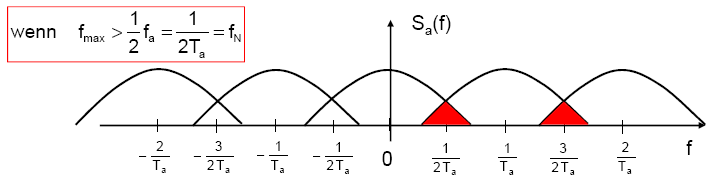 wenn f_max > 1/2 f_a = 1/(2T_a) = f_N
S_a(f)
-2/T_a -3/(2T_a) -1/T_a -1/(2T_a) 0 1/(2T_a) 1/T_a 3/(2T_a) 2/T_a f